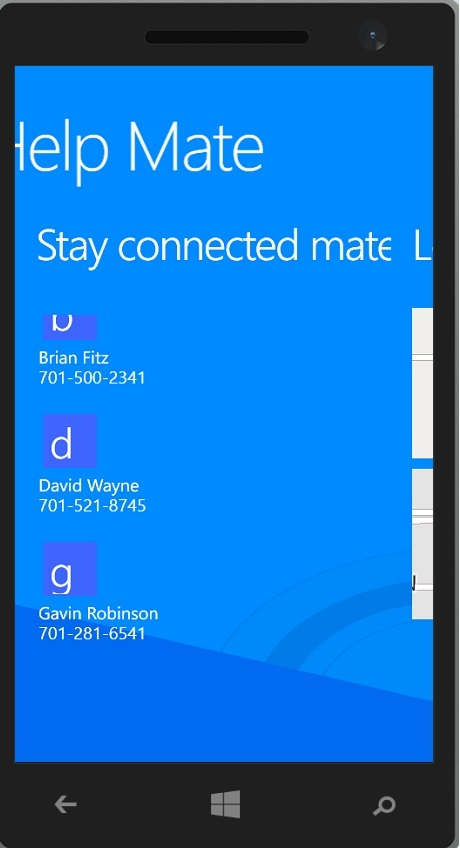 Help Mate
Stay connected mate
L
b
Brian Fitz
701-500-2341
d
David Wayne
701-521-8745
g
Gavin Robinson
701-281-6541